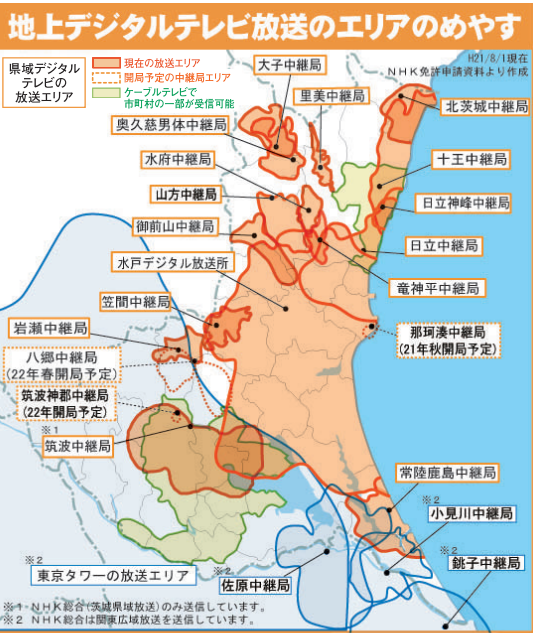 地上デジタルテレビ放送のエリアのめやす
H21/8/1現在
NHK免許申請資料より作成
県域デジタル
テレビの
放送エリア
現在の放送エリア
開局予定の中継局エリア
ケーブルテレビで
市町村の一部が受信可能
大子中継局
里美中継局
北茨城中継局
奥久慈男体中継局
水府中継局
十王中継局
山方中継局
日立神峰中継局
御前山中継局
日立中継局
水戸デジタル放送所
竜神平中継局
笠間中継局
岩瀬中継局
那珂湊中継局
(21年秋開局予定)
八郷中継局
(22年春開局予定)
筑波神郡中継局
(22年開局予定)
※1
筑波中継局
常陸鹿島中継局
※2
小見川中継局
※2
銚子中継局
※2
東京タワーの放送エリア
※2
佐原中継局
※1 NHK総合(茨城県域放送)のみ送信しています。
※2 NHK総合は関東広域放送を送信しています。